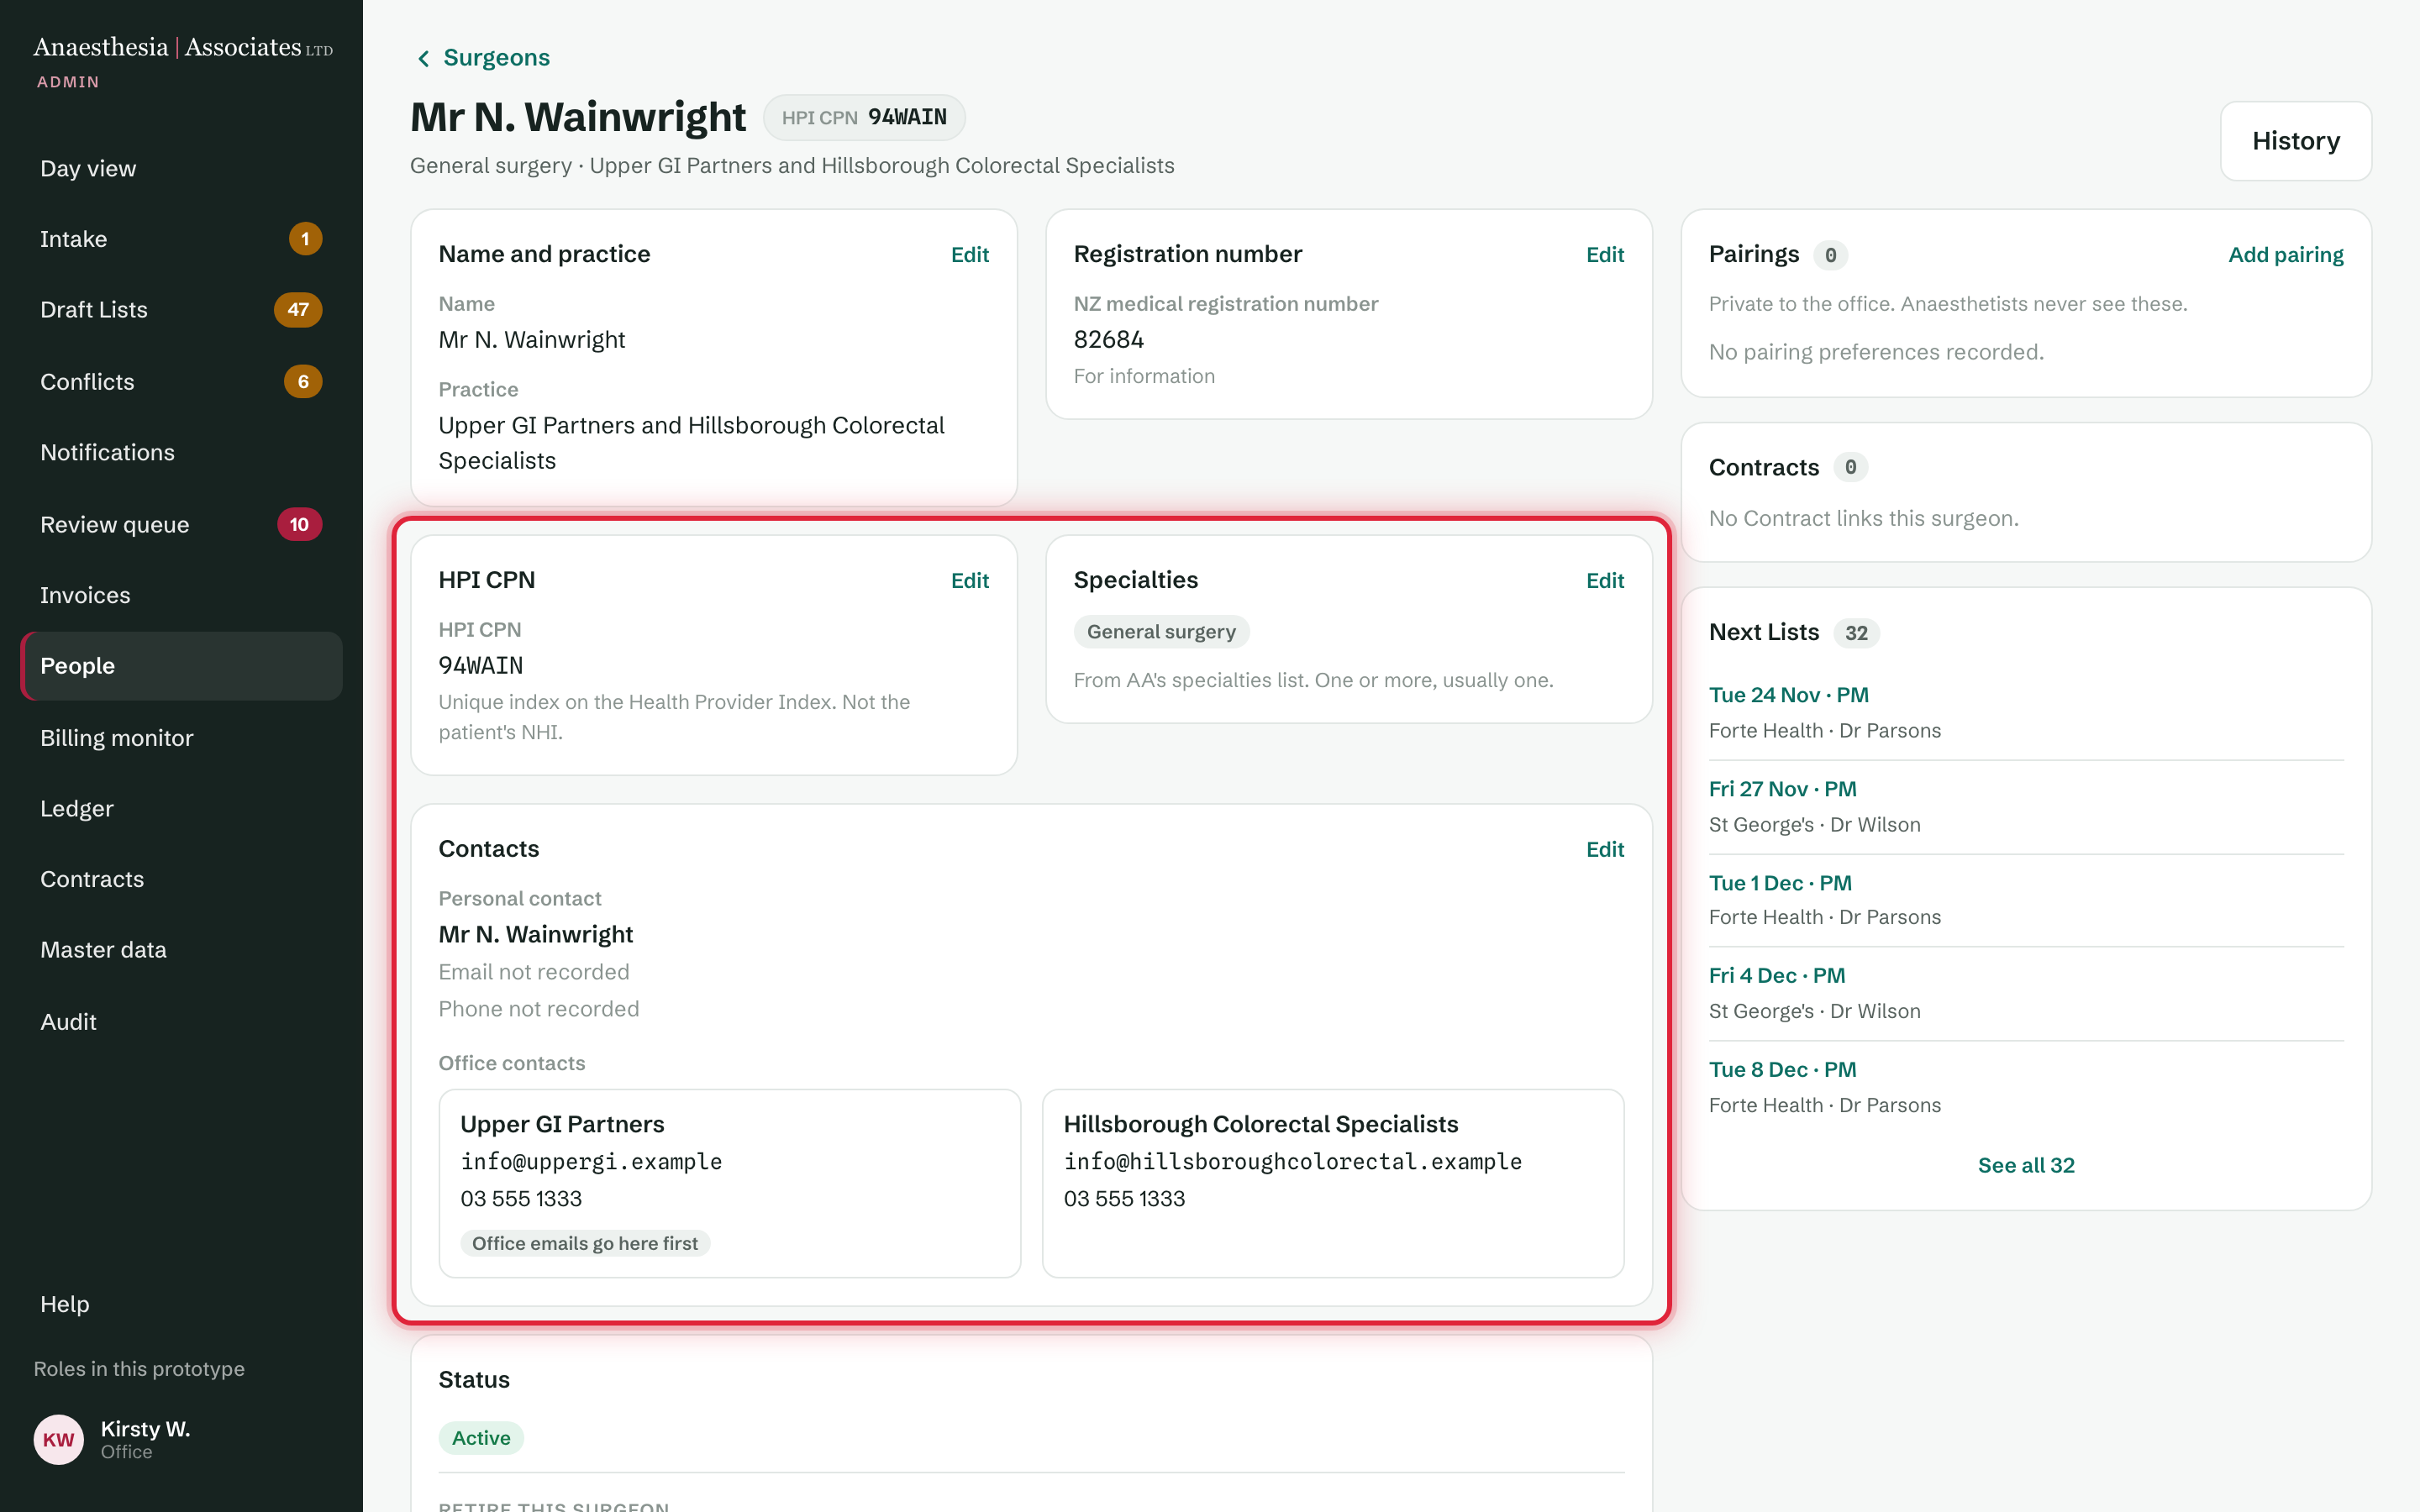 Anaesthesia | Associates LTD
ADMIN
Day view
Intake 1
Draft Lists 47
Conflicts 6
Notifications
Review queue 10
Invoices
People
Billing monitor
Ledger
Contracts
Master data
Audit
Help
Roles in this prototype
KW
Kirsty W.
Office
Surgeons
Mr N. Wainwright HPI CPN 94WAIN
General surgery · Upper GI Partners and Hillsborough Colorectal Specialists
History
Name and practice Edit
Name
Mr N. Wainwright
Practice
Upper GI Partners and Hillsborough Colorectal
Specialists
Registration number Edit
NZ medical registration number
82684
For information
HPI CPN Edit
HPI CPN
94WAIN
Unique index on the Health Provider Index. Not the
patient's NHI.
Specialties Edit
General surgery
From AA's specialties list. One or more, usually one.
Contacts Edit
Personal contact
Mr N. Wainwright
Email not recorded
Phone not recorded
Office contacts
Upper GI Partners
info@uppergi.example
03 555 1333
Office emails go here first
Hillsborough Colorectal Specialists
info@hillsboroughcolorectal.example
03 555 1333
Status
Active
RETIRE THIS SURGEON
Pairings 0 Add pairing
Private to the office. Anaesthetists never see these.
No pairing preferences recorded.
Contracts 0
No Contract links this surgeon.
Next Lists 32
Tue 24 Nov · PM
Forte Health · Dr Parsons
Fri 27 Nov · PM
St George's · Dr Wilson
Tue 1 Dec · PM
Forte Health · Dr Parsons
Fri 4 Dec · PM
St George's · Dr Wilson
Tue 8 Dec · PM
Forte Health · Dr Parsons
See all 32